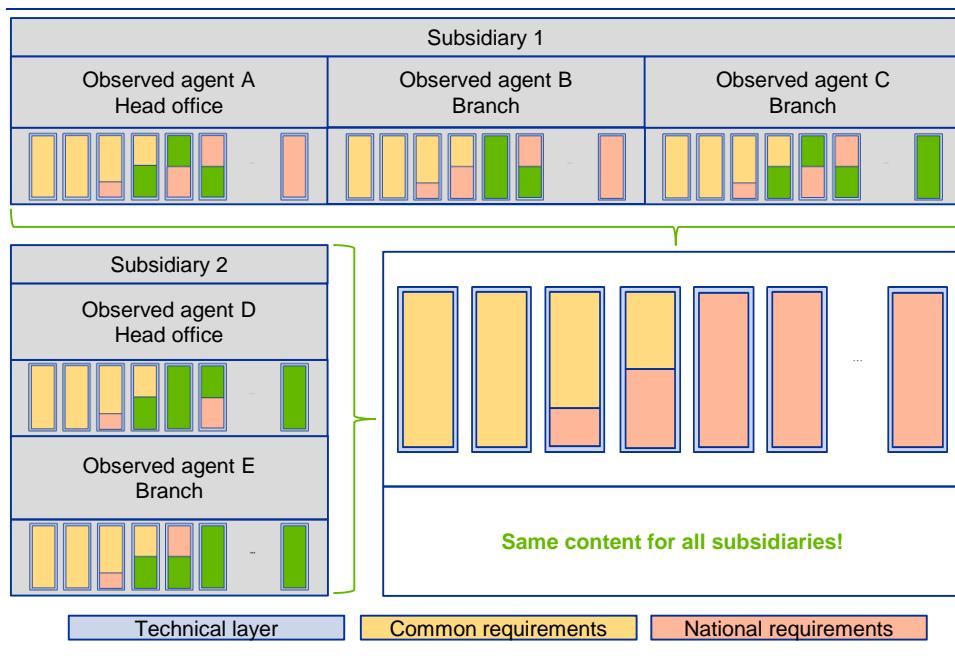 Subsidiary 1
Observed agent A
Head office
Observed agent B
Branch
Observed agent C
Branch
...
...
...
Subsidiary 2
Observed agent D
Head office
...
Observed agent E
Branch
...
...
Same content for all subsidiaries!
Technical layer
Common requirements
National requirements